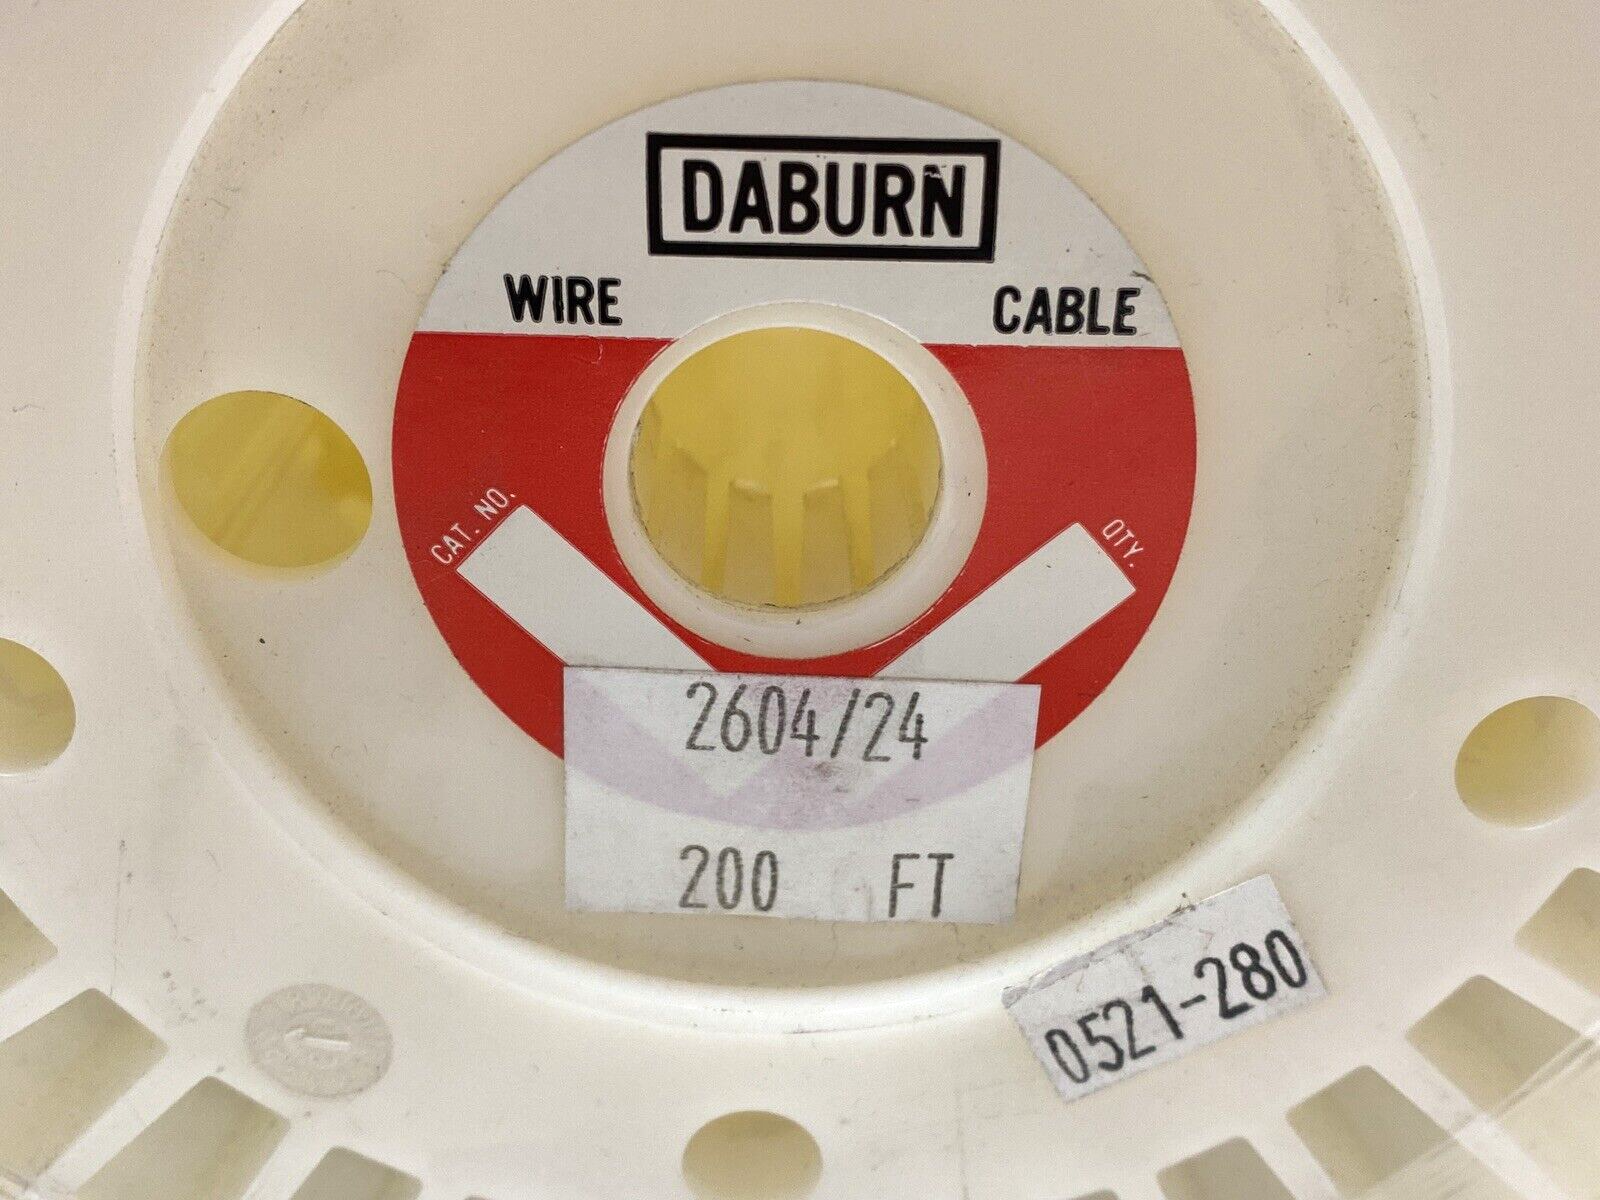 DABURN
WIRE CABLE
CAT. NO.
QTY.
2604/24
200 FT
0521-280